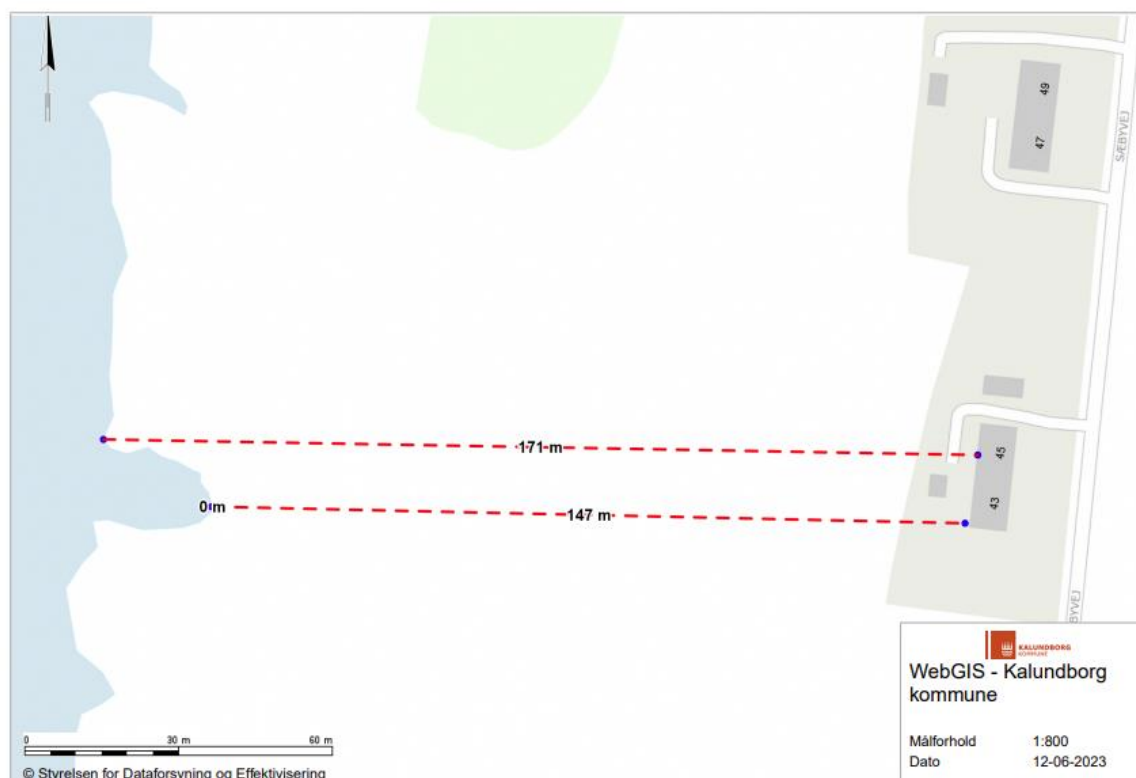 49
47
SÆBYVEJ
171 m
45
0 m
147 m
43
BYVEJ
KALUNDBORG
KOMMUNE
WebGIS - Kalundborg
kommune
0 30 m 60 m
Målforhold 1:800
Dato 12-06-2023
© Styrelsen for Dataforsyning og Effektivisering